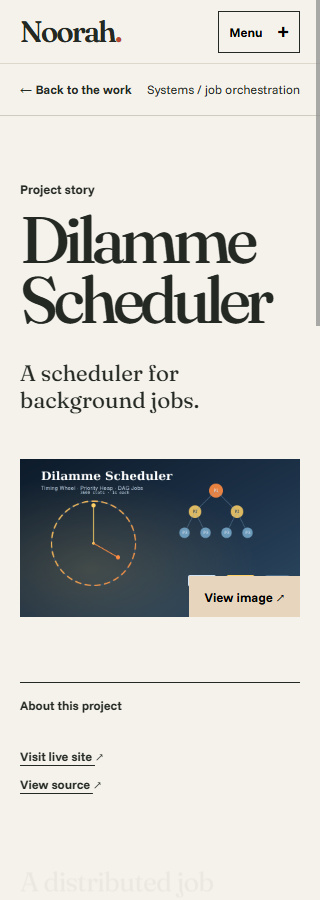 Noorah.
Menu +
← Back to the work
Systems / job orchestration
Project story
Dilamme
Scheduler
A scheduler for
background jobs.
Dilamme Scheduler
Timing Wheel · Priority Heap · DAG Jobs
View image ↗
About this project
Visit live site ↗
View source ↗
A distributed job